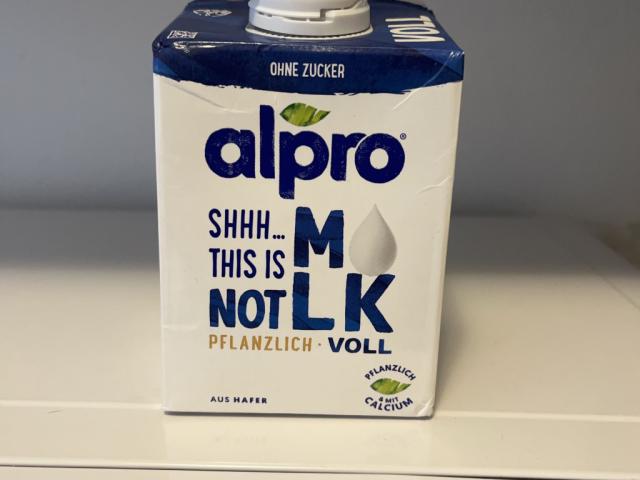 VOLL
OHNE ZUCKER
alpro®
SHHH... M
THIS IS
NOT LK
PFLANZLICH · VOLL
AUS HAFER
PFLANZLICH
& MIT
CALCIUM